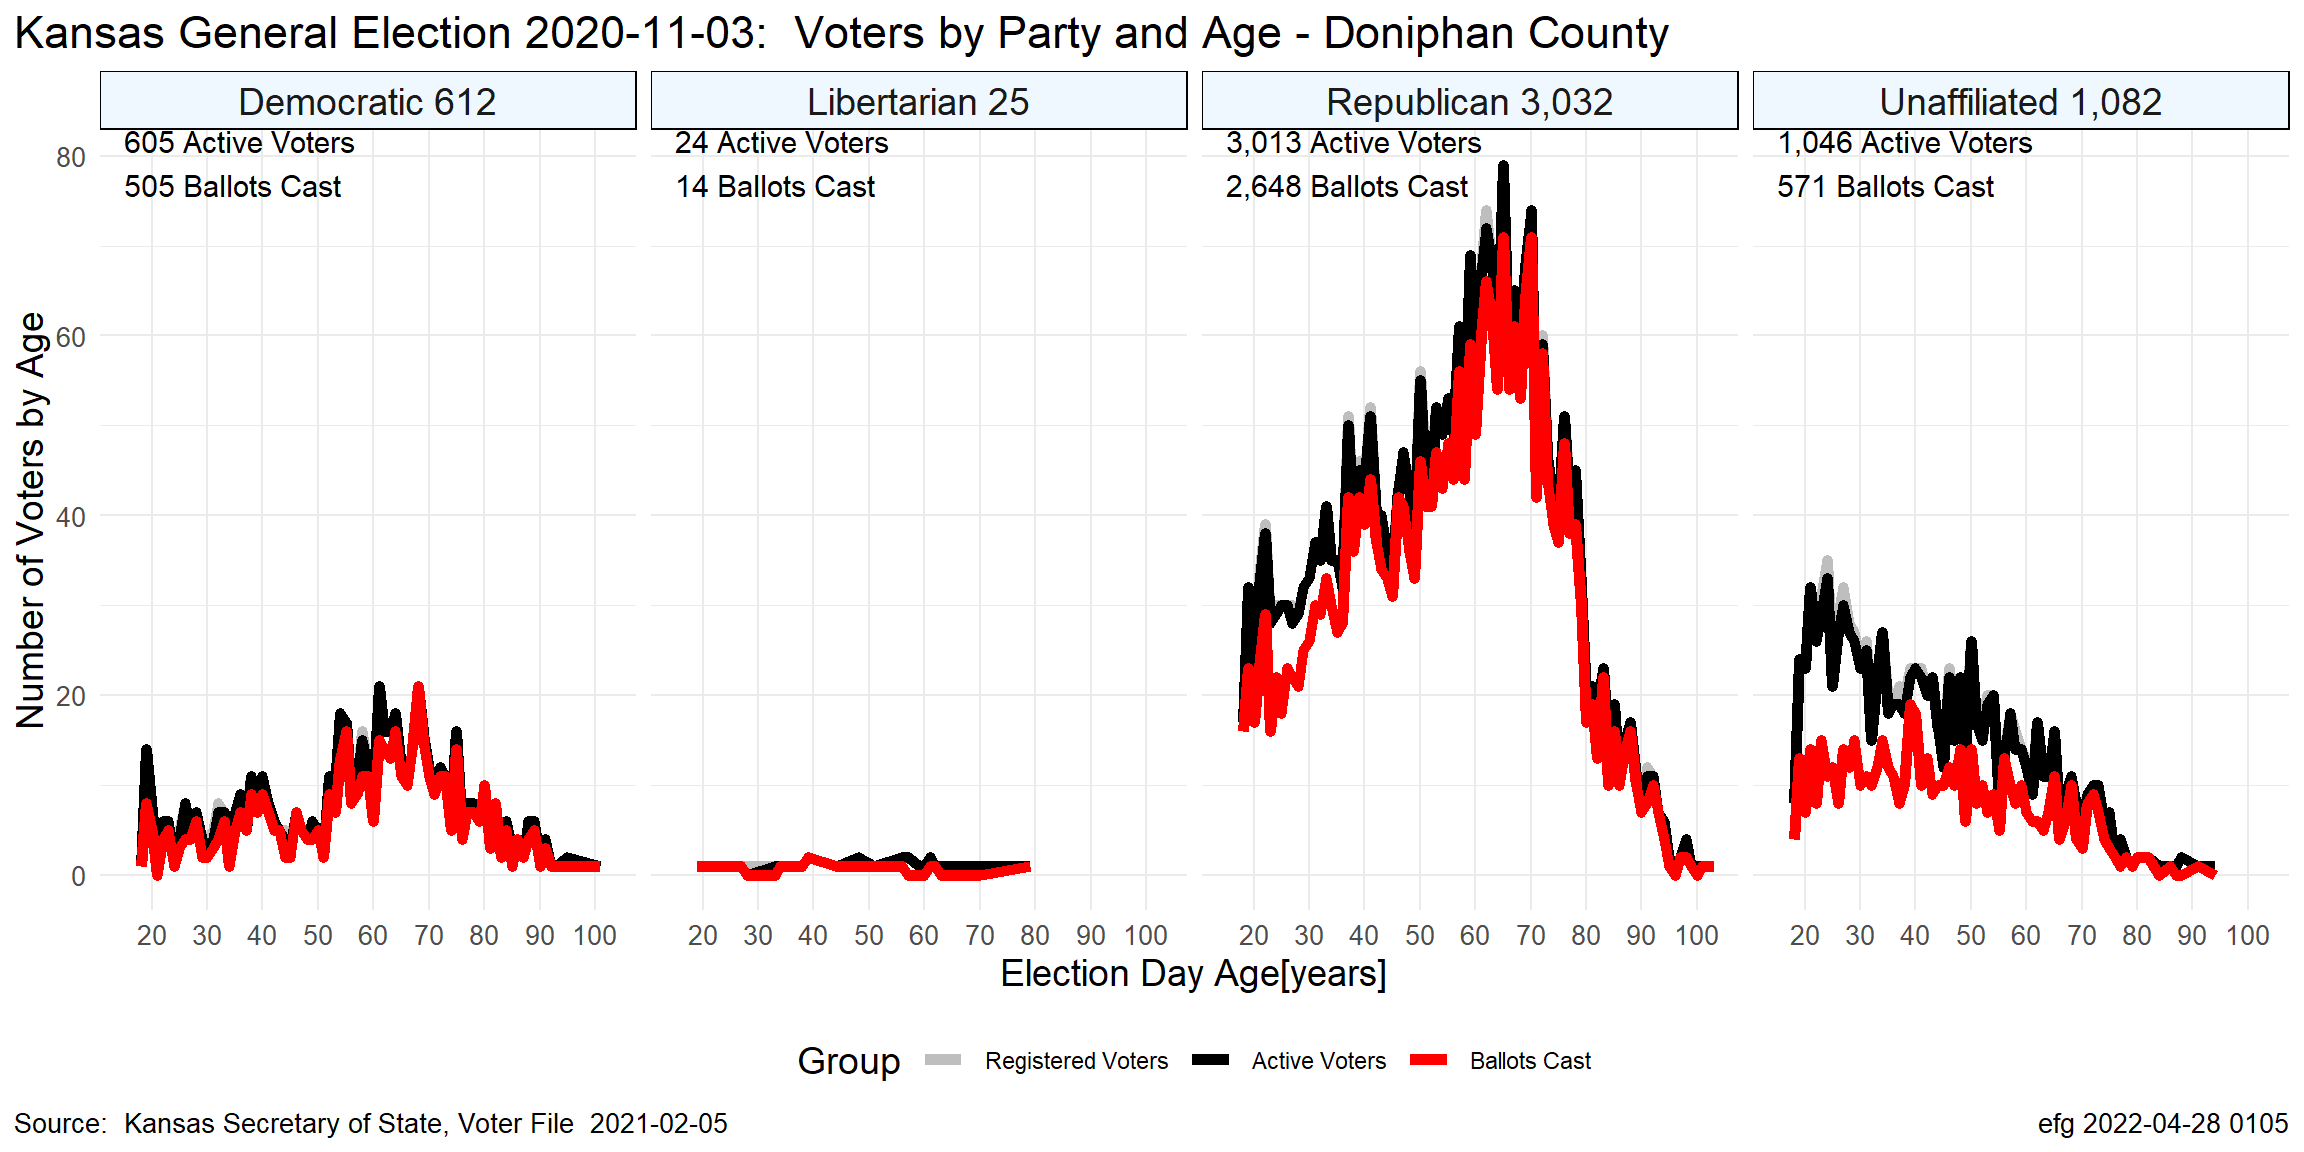 Kansas General Election 2020-11-03:  Voters by Party and Age - Doniphan County
Democratic 612
Libertarian 25
Republican 3,032
Unaffiliated 1,082
605 Active Voters
505 Ballots Cast
24 Active Voters
14 Ballots Cast
3,013 Active Voters
2,648 Ballots Cast
1,046 Active Voters
571 Ballots Cast
Number of Voters by Age
80
60
40
20
0
20 30 40 50 60 70 80 90 100
20 30 40 50 60 70 80 90 100
20 30 40 50 60 70 80 90 100
20 30 40 50 60 70 80 90 100
Election Day Age[years]
Group
Registered Voters
Active Voters
Ballots Cast
Source:  Kansas Secretary of State, Voter File  2021-02-05
efg 2022-04-28 0105